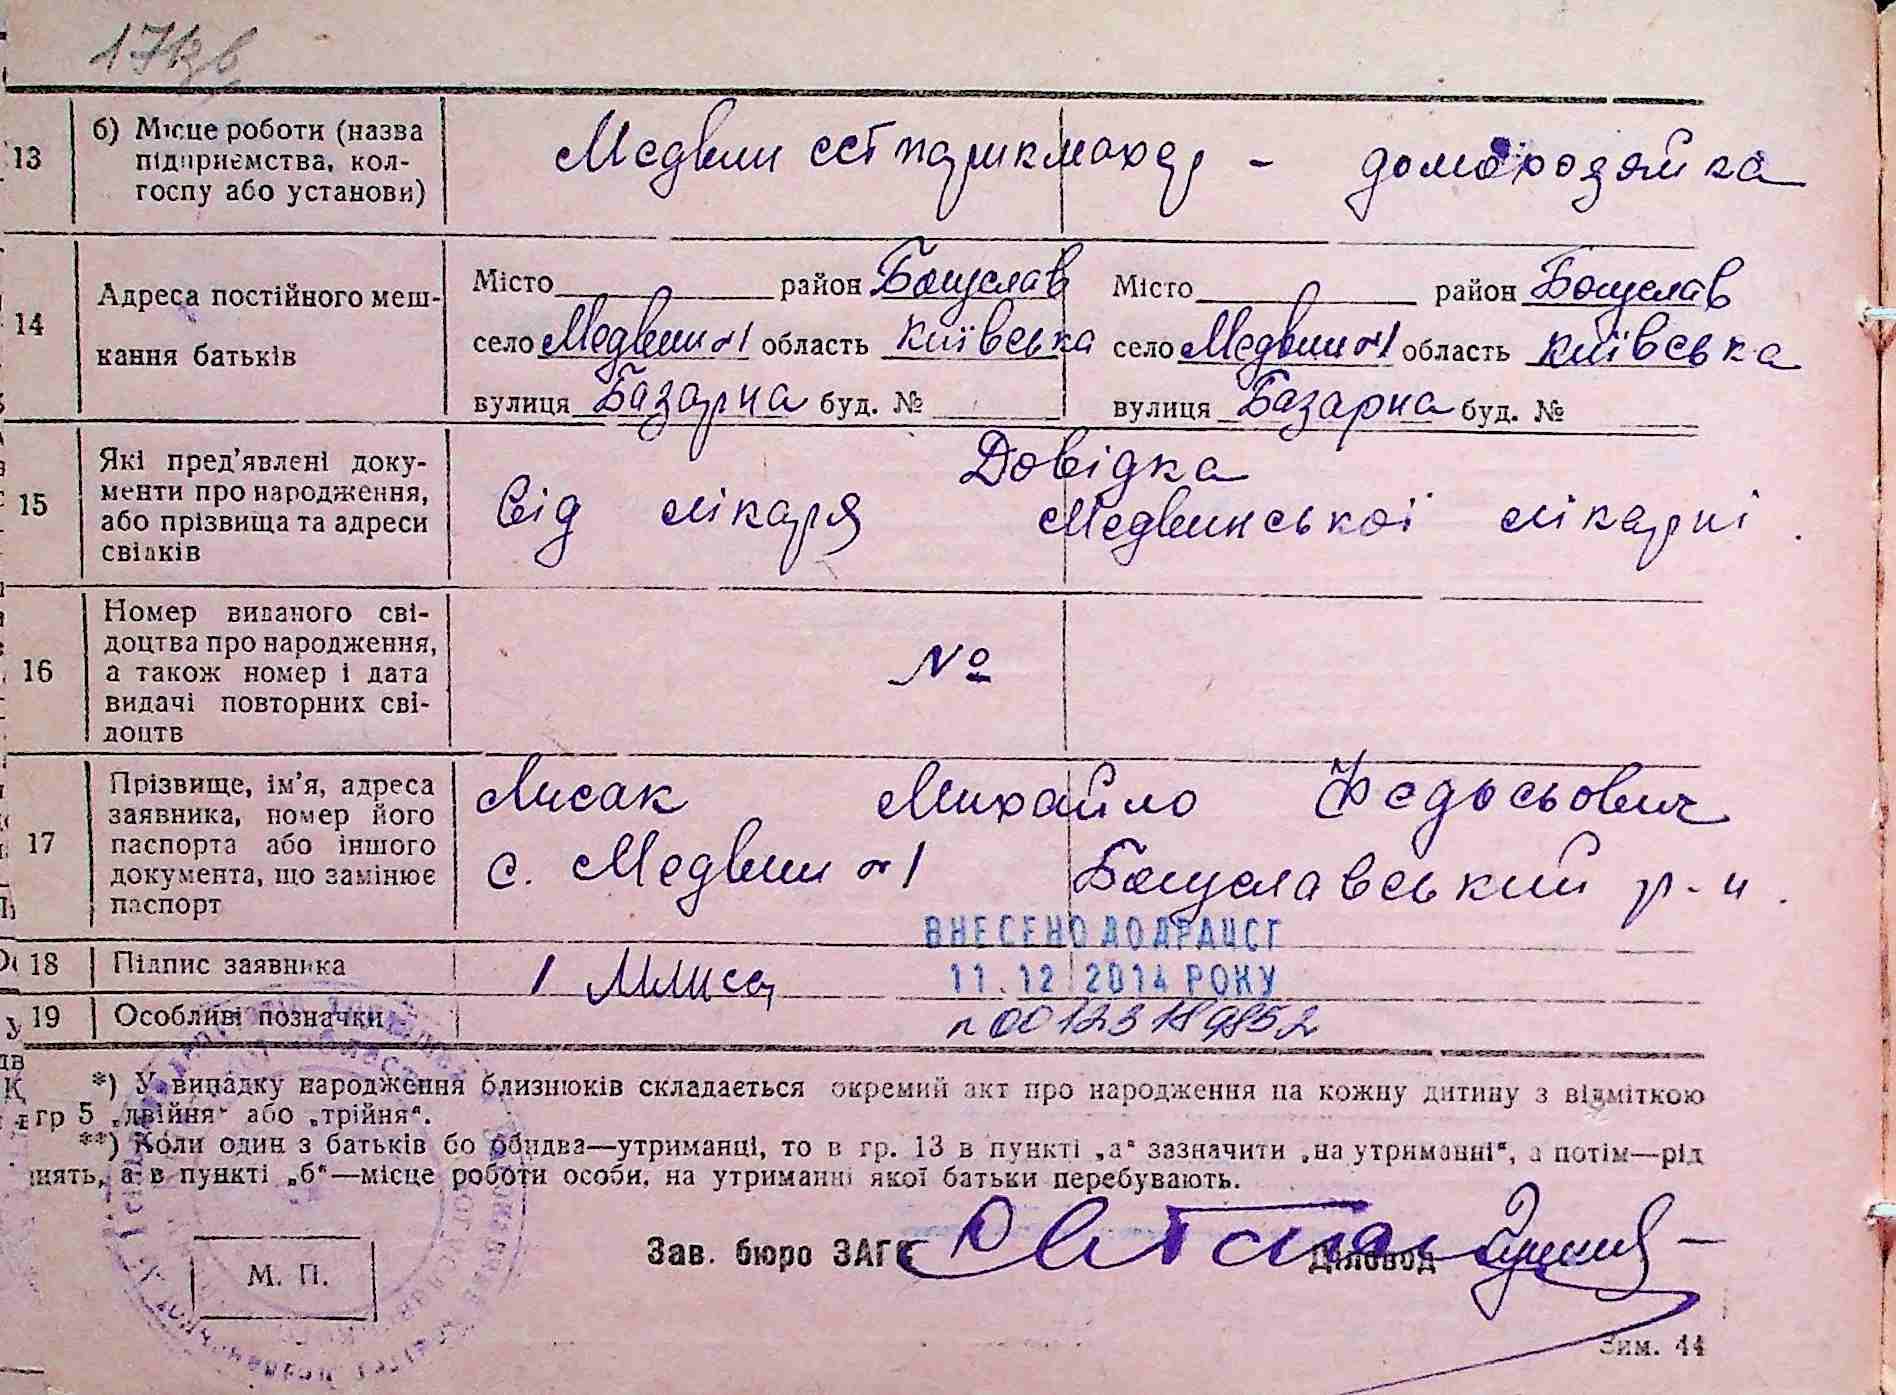 17 зв
13
б) Місце роботи (назва
підприємства, кол-
госпу або установи)
Медвин ССТ парикмахер – домохозяйка
14
Адреса постійного меш-
кання батьків
Місто район Богуслав
село Медвин №1 область Київська
вулиця Базарна буд. №
Місто район Богуслав
село Медвин №1 область Київська
вулиця Базарна буд. №
15
Які пред'явлені доку-
менти про народження,
або прізвища та адреси
свідків
Довідка
від лікаря Медвинської лікарні.
16
Номер виданого сві-
доцтва про народження,
а також номер і дата
видачі повторних сві-
доцтв
№
17
Прізвище, ім'я, адреса
заявника, номер його
паспорта або іншого
документа, що замінює
паспорт
Лисак Михайло Федосьович
с. Медвин №1 Богуславський р-н.
ВНЕСЕНО ДО ДРАЦСГ
11.12 2014 РОКУ
18
Підпис заявника
19
Особливі позначки
*) У випадку народження близнюків складається окремий акт про народження на кожну дитину з відміткою
гр 5 „двійня“ або „трійня“.
**) Коли один з батьків бо обидва—утриманці, то в гр. 13 в пункті „а“ зазначити „на утриманні“, а потім—рід
нять, а в пункті „б“—місце роботи особи, на утриманні якої батьки перебувають.
М. П.
Зав. бюро ЗАГС
Діловод
Зим. 44